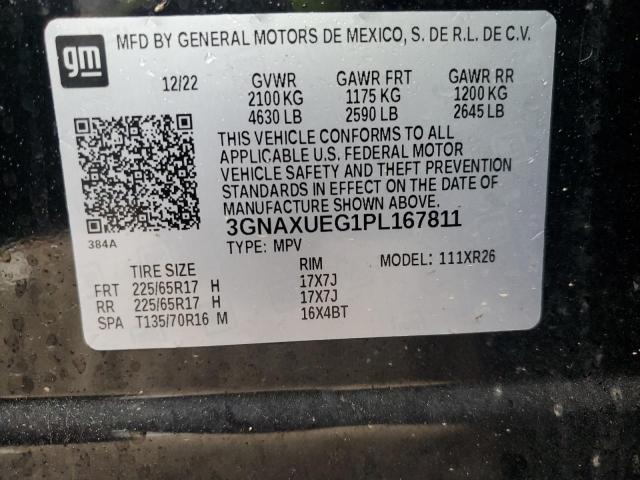 gm
MFD BY GENERAL MOTORS DE MEXICO, S. DE R.L. DE C.V.
12/22 GVWR GAWR FRT GAWR RR
2100 KG 1175 KG 1200 KG
4630 LB 2590 LB 2645 LB
THIS VEHICLE CONFORMS TO ALL
APPLICABLE U.S. FEDERAL MOTOR
VEHICLE SAFETY AND THEFT PREVENTION
STANDARDS IN EFFECT ON THE DATE OF
MANUFACTURE SHOWN ABOVE.
384A
3GNAXUEG1PL167811
TYPE: MPV MODEL: 111XR26
TIRE SIZE RIM
FRT 225/65R17 H 17X7J
RR 225/65R17 H 17X7J
SPA T135/70R16 M 16X4BT